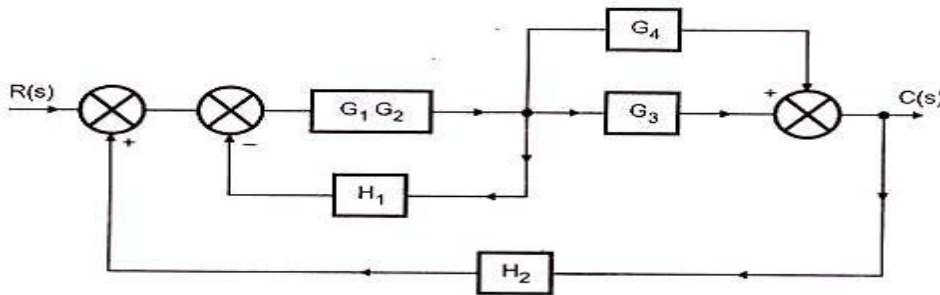 G₄
R(s)
+
C(s)
G₁ G₂
G₃
+
−
H₁
H₂